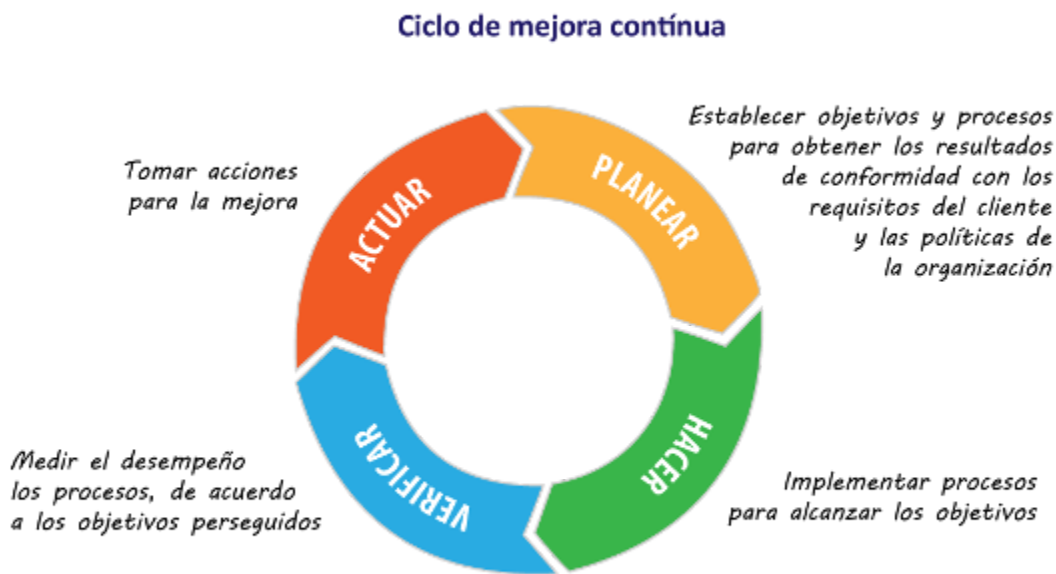 Ciclo de mejora contínua
PLANEAR
Establecer objetivos y procesos
para obtener los resultados
de conformidad con los
requisitos del cliente
y las políticas de
la organización
HACER
Implementar procesos
para alcanzar los objetivos
VERIFICAR
Medir el desempeño
los procesos, de acuerdo
a los objetivos perseguidos
ACTUAR
Tomar acciones
para la mejora